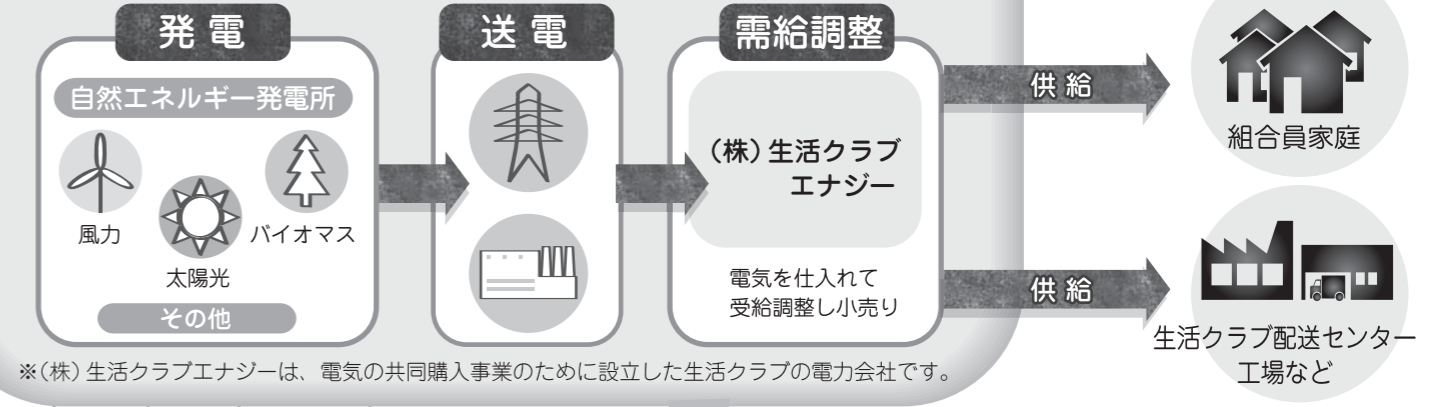 発電
自然エネルギー発電所
風力
太陽光
バイオマス
その他
送電
需給調整
(株)生活クラブ
エナジー
電気を仕入れて
受給調整し小売り
供給
組合員家庭
供給
生活クラブ配送センター
工場など
※(株)生活クラブエナジーは、電気の共同購入事業のために設立した生活クラブの電力会社です。